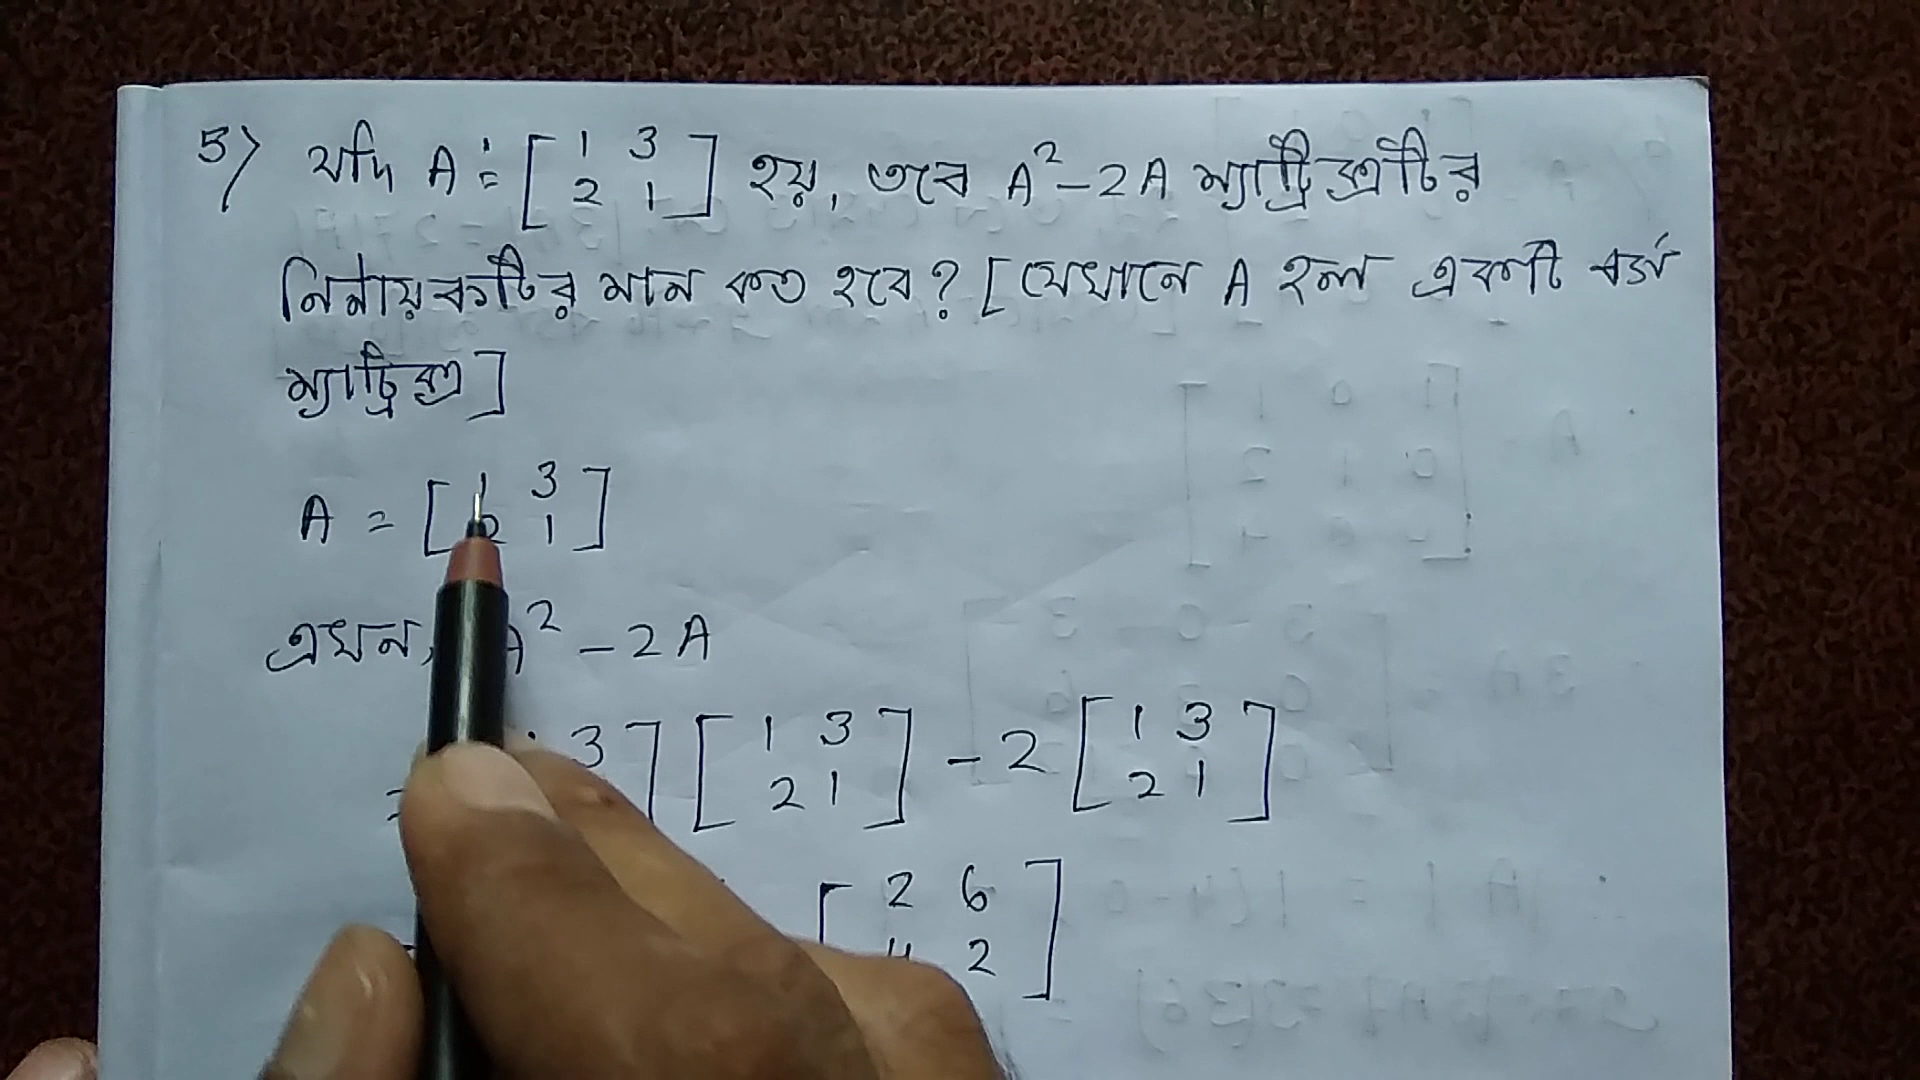 5) যদি A = [ 1 3 2 1 ] হয়, তবে A² - 2A ম্যাট্রিক্সটির
নির্ণায়কটির মান কত হবে? [ যেখানে A হল একটি বর্গ
ম্যাট্রিক্স ]
A = [ 1 3 2 1 ]
এখন, A² - 2A
= 3 ] [ 1 3 2 1 ] - 2 [ 1 3 2 1 ]
[ 2 6 4 2 ]